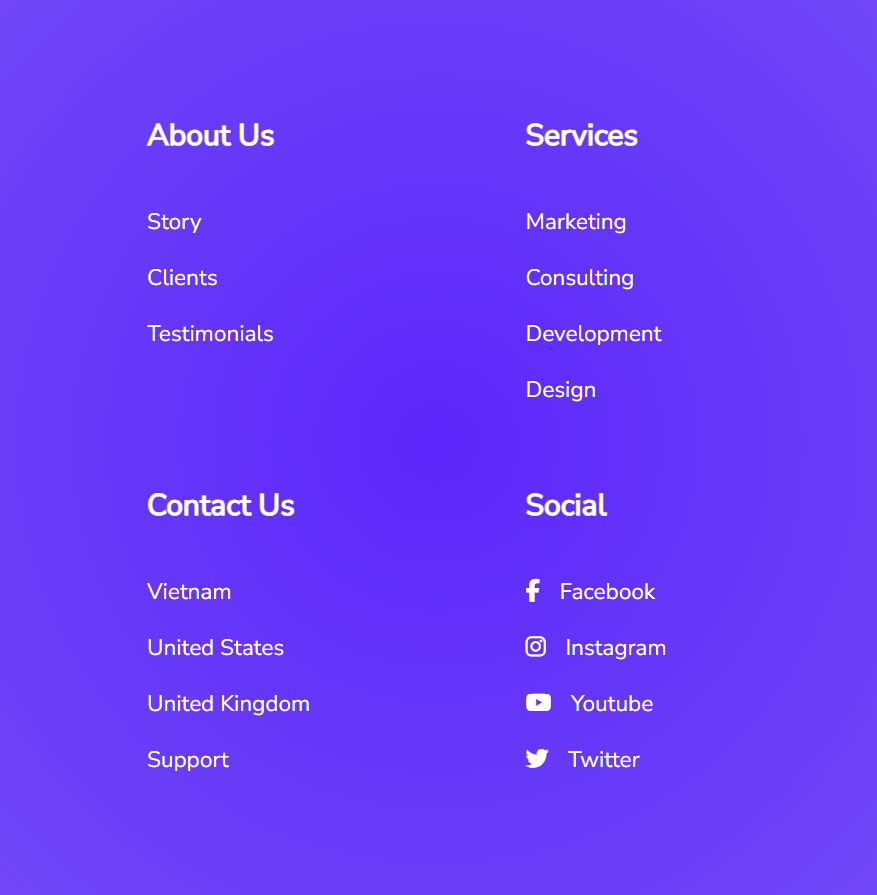 About Us
Story
Clients
Testimonials
Services
Marketing
Consulting
Development
Design
Contact Us
Vietnam
United States
United Kingdom
Support
Social
Facebook
Instagram
Youtube
Twitter